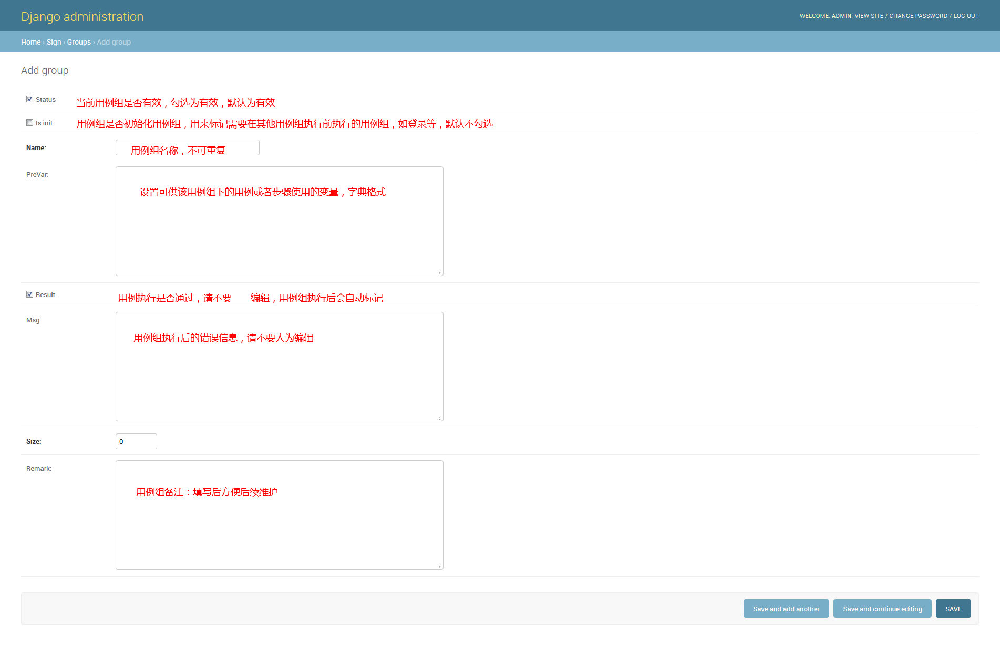 Django administration
WELCOME, ADMIN. VIEW SITE / CHANGE PASSWORD / LOG OUT
Home › Sign › Groups › Add group
Add group
Status 当前用例组是否有效，勾选为有效，默认为有效
Is init 用例组是否初始化用例组，用来标记需要在其他用例组执行前执行的用例组，如登录等，默认不勾选
Name: 用例组名称，不可重复
PreVar:
设置可供该用例组下的用例或者步骤使用的变量，字典格式
Result 用例执行是否通过，请不要 编辑，用例组执行后会自动标记
Msg:
用例组执行后的错误信息，请不要人为编辑
Size: 0
Remark:
用例组备注：填写后方便后续维护
Save and add another Save and continue editing SAVE